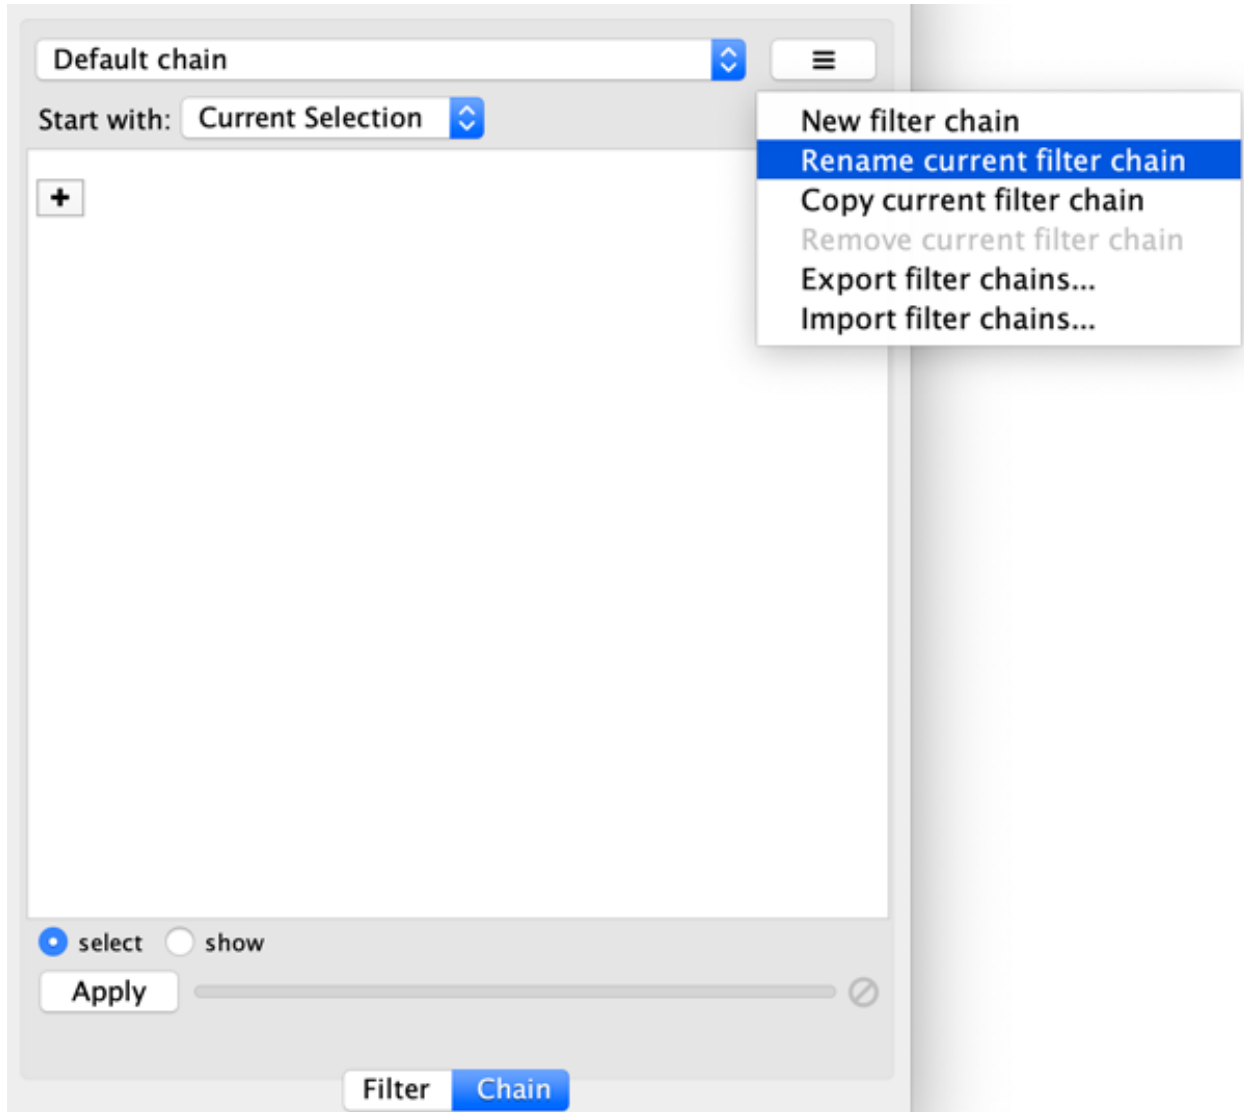 Default chain
Start with: Current Selection
New filter chain
Rename current filter chain
Copy current filter chain
Remove current filter chain
Export filter chains...
Import filter chains...
select show
Apply
Filter Chain